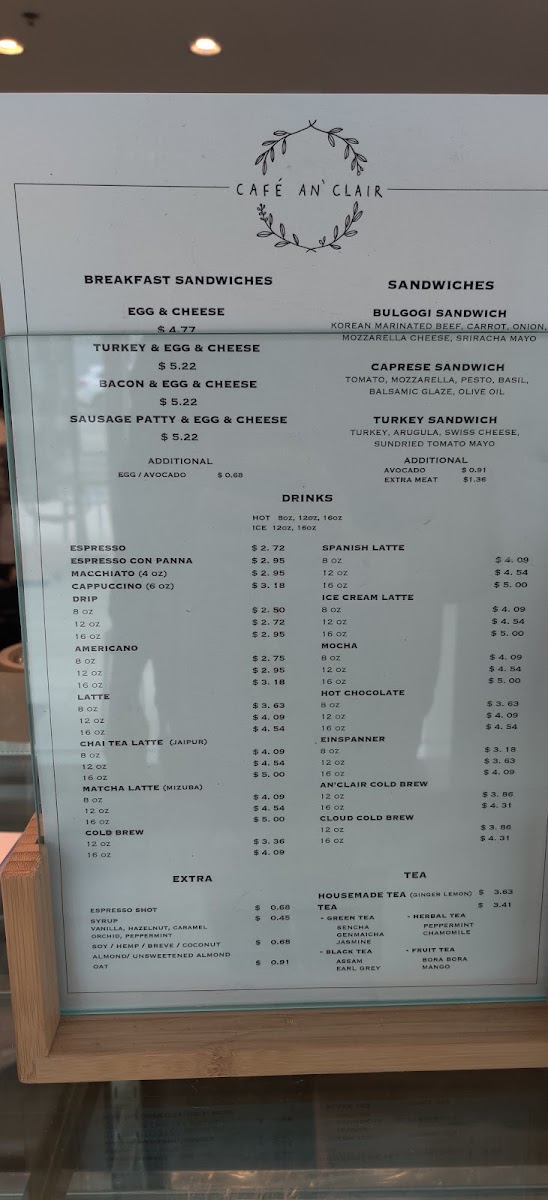 CAFÉ AN' CLAIR
BREAKFAST SANDWICHES
EGG & CHEESE
$ 4.77
TURKEY & EGG & CHEESE
$ 5.22
BACON & EGG & CHEESE
$ 5.22
SAUSAGE PATTY & EGG & CHEESE
$ 5.22
ADDITIONAL
EGG / AVOCADO $ 0.68
SANDWICHES
BULGOGI SANDWICH
KOREAN MARINATED BEEF, CARROT, ONION,
MOZZARELLA CHEESE, SRIRACHA MAYO
CAPRESE SANDWICH
TOMATO, MOZZARELLA, PESTO, BASIL,
BALSAMIC GLAZE, OLIVE OIL
TURKEY SANDWICH
TURKEY, ARUGULA, SWISS CHEESE,
SUNDRIED TOMATO MAYO
ADDITIONAL
AVOCADO $ 0.91
EXTRA MEAT $1.36
DRINKS
HOT 8oz, 12oz, 16oz
ICE 12oz, 16oz
ESPRESSO $ 2. 72
ESPRESSO CON PANNA $ 2. 95
MACCHIATO (4 oz) $ 2. 95
CAPPUCCINO (6 oz) $ 3. 18
DRIP
8 oz $ 2. 50
12 oz $ 2. 72
16 oz $ 2. 95
AMERICANO
8 oz $ 2. 75
12 oz $ 2. 95
16 oz $ 3. 18
LATTE
8 oz $ 3. 63
12 oz $ 4. 09
16 oz $ 4. 54
CHAI TEA LATTE (JAIPUR)
8 oz $ 4. 09
12 oz $ 4. 54
16 oz $ 5. 00
MATCHA LATTE (MIZUBA)
8 oz $ 4. 09
12 oz $ 4. 54
16 oz $ 5. 00
COLD BREW
12 oz $ 3. 36
16 oz $ 4. 09
SPANISH LATTE
8 oz $ 4. 09
12 oz $ 4. 54
16 oz $ 5. 00
ICE CREAM LATTE
8 oz $ 4. 09
12 oz $ 4. 54
16 oz $ 5. 00
MOCHA
8 oz $ 4. 09
12 oz $ 4. 54
16 oz $ 5. 00
HOT CHOCOLATE
8 oz $ 3. 63
12 oz $ 4. 09
16 oz $ 4. 54
EINSPANNER
8 oz $ 3. 18
12 oz $ 3. 63
16 oz $ 4. 09
AN'CLAIR COLD BREW
12 oz $ 3. 86
16 oz $ 4. 31
CLOUD COLD BREW
12 oz $ 3. 86
16 oz $ 4. 31
EXTRA
ESPRESSO SHOT $ 0.68
SYRUP $ 0.45
VANILLA, HAZELNUT, CARAMEL
ORCHID, PEPPERMINT
SOY / HEMP / BREVE / COCONUT $ 0.68
ALMOND/ UNSWEETENED ALMOND
OAT $ 0.91
TEA
HOUSEMADE TEA (GINGER LEMON) $ 3.63
TEA $ 3.41
• GREEN TEA
SENCHA
GENMAICHA
JASMINE
• BLACK TEA
ASSAM
EARL GREY
• HERBAL TEA
PEPPERMINT
CHAMOMILE
• FRUIT TEA
BORA BORA
MANGO